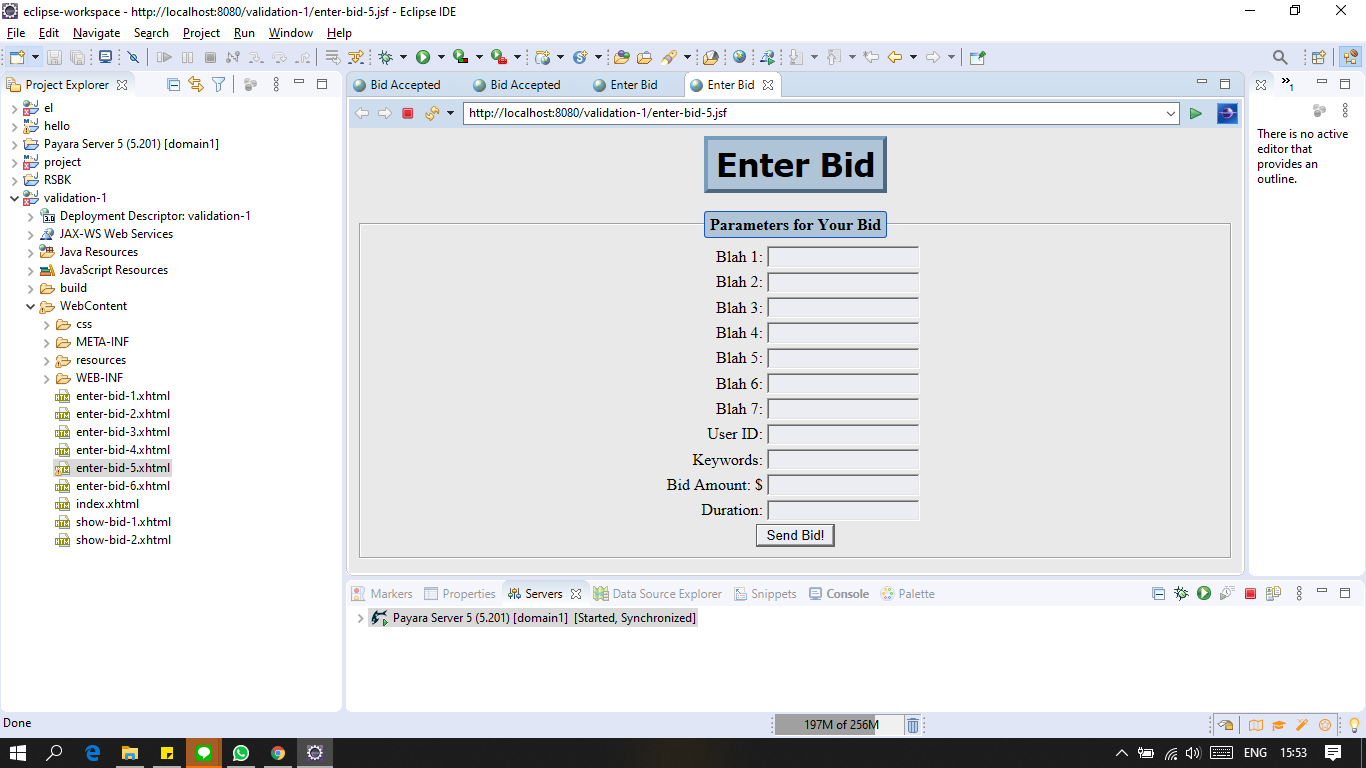 eclipse-workspace - http://localhost:8080/validation-1/enter-bid-5.jsf - Eclipse IDE
File Edit Navigate Search Project Run Window Help
Project Explorer
el
hello
Payara Server 5 (5.201) [domain1]
project
RSBK
validation-1
Deployment Descriptor: validation-1
JAX-WS Web Services
Java Resources
JavaScript Resources
build
WebContent
css
META-INF
resources
WEB-INF
enter-bid-1.xhtml
enter-bid-2.xhtml
enter-bid-3.xhtml
enter-bid-4.xhtml
enter-bid-5.xhtml
enter-bid-6.xhtml
index.xhtml
show-bid-1.xhtml
show-bid-2.xhtml
Bid Accepted Bid Accepted Enter Bid Enter Bid
http://localhost:8080/validation-1/enter-bid-5.jsf
Enter Bid
Parameters for Your Bid
Blah 1:
Blah 2:
Blah 3:
Blah 4:
Blah 5:
Blah 6:
Blah 7:
User ID:
Keywords:
Bid Amount: $
Duration:
Send Bid!
»1
There is no active
editor that
provides an
outline.
Markers Properties Servers Data Source Explorer Snippets Console Palette
Payara Server 5 (5.201) [domain1] [Started, Synchronized]
Done
197M of 256M
ENG 15:53